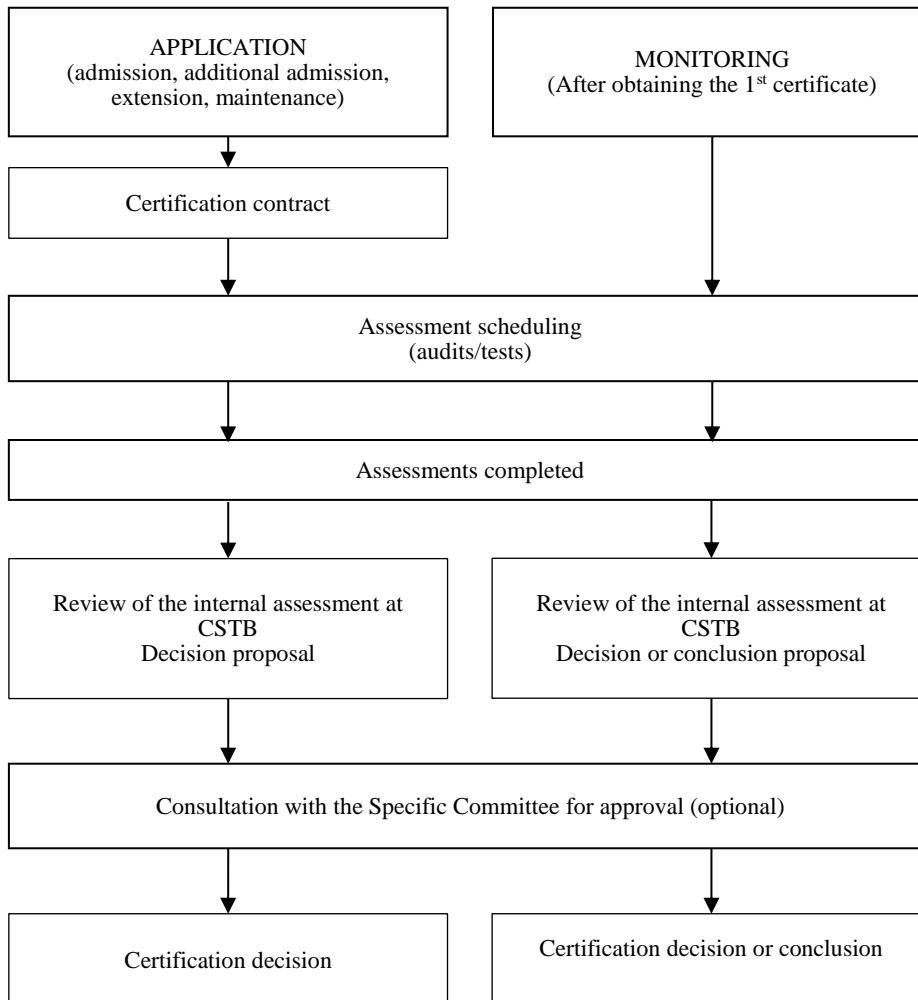 APPLICATION
(admission, additional admission,
extension, maintenance)
MONITORING
(After obtaining the 1st certificate)
Certification contract
Assessment scheduling
(audits/tests)
Assessments completed
Review of the internal assessment at
CSTB
Decision proposal
Review of the internal assessment at
CSTB
Decision or conclusion proposal
Consultation with the Specific Committee for approval (optional)
Certification decision
Certification decision or conclusion